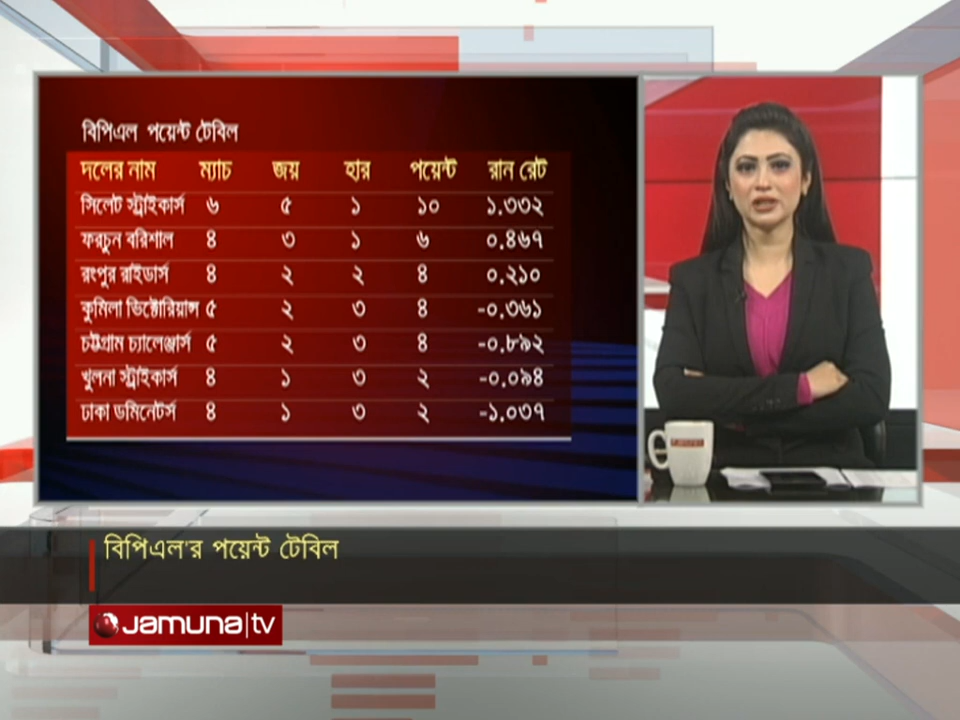 বিপিএল পয়েন্ট টেবিল
দলের নাম ম্যাচ জয় হার পয়েন্ট রান রেট
সিলেট স্ট্রাইকার্স ৬ ৫ ১ ১০ ১.৩৩২
ফরচুন বরিশাল ৪ ৩ ১ ৬ ০.৪৬৭
রংপুর রাইডার্স ৪ ২ ২ ৪ ০.২১০
কুমিলা ভিক্টোরিয়ান্স ৫ ২ ৩ ৪ -০.৩৬১
চট্টগ্রাম চ্যালেঞ্জার্স ৫ ২ ৩ ৪ -০.৮৯২
খুলনা স্ট্রাইকার্স ৪ ১ ৩ ২ -০.০৯৪
ঢাকা ডমিনেটর্স ৪ ১ ৩ ২ -১.০৩৭
বিপিএল'র পয়েন্ট টেবিল
Jamuna|tv